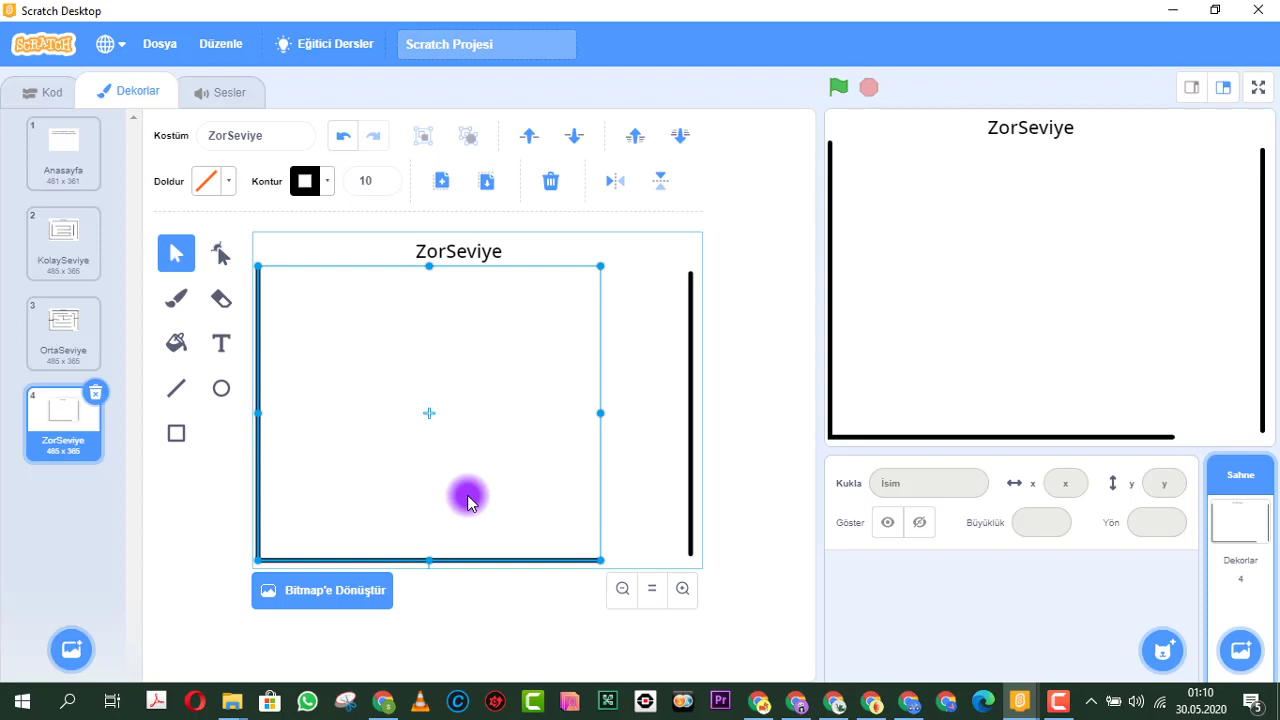 Scratch Desktop
SCRATCH
Dosya
Düzenle
Eğitici Dersler
Scratch Projesi
Kod
Dekorlar
Sesler
1
Anasayfa
481 x 361
2
KolaySeviye
485 x 365
3
OrtaSeviye
485 x 365
4
ZorSeviye
485 x 365
Kostüm
ZorSeviye
Doldur
Kontur
10
ZorSeviye
Bitmap'e Dönüştür
ZorSeviye
Kukla
İsim
x
x
y
y
Göster
Büyüklük
Yön
Sahne
Dekorlar
4
01:10
30.05.2020
5